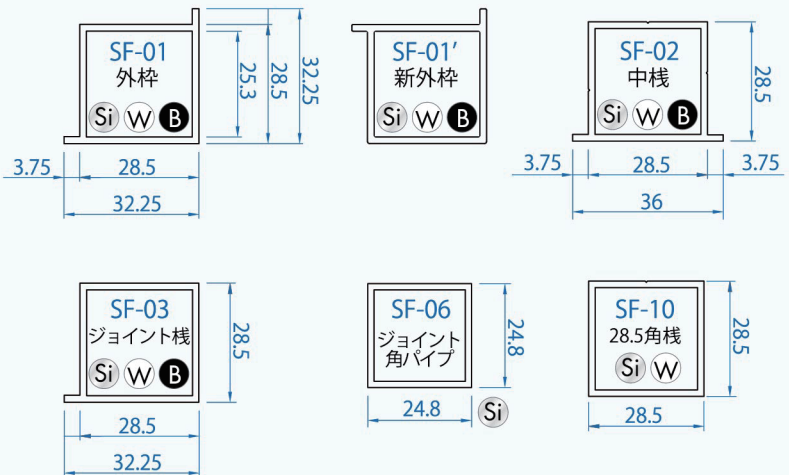 SF-01
外枠
Si W B
25.3
28.5
32.25
3.75
28.5
32.25
SF-01′
新外枠
Si W B
SF-02
中桟
Si W B
28.5
3.75
28.5
3.75
36
SF-03
ジョイント桟
Si W B
28.5
28.5
32.25
SF-06
ジョイント
角パイプ
24.8
24.8
Si
SF-10
28.5角桟
Si W
28.5
28.5